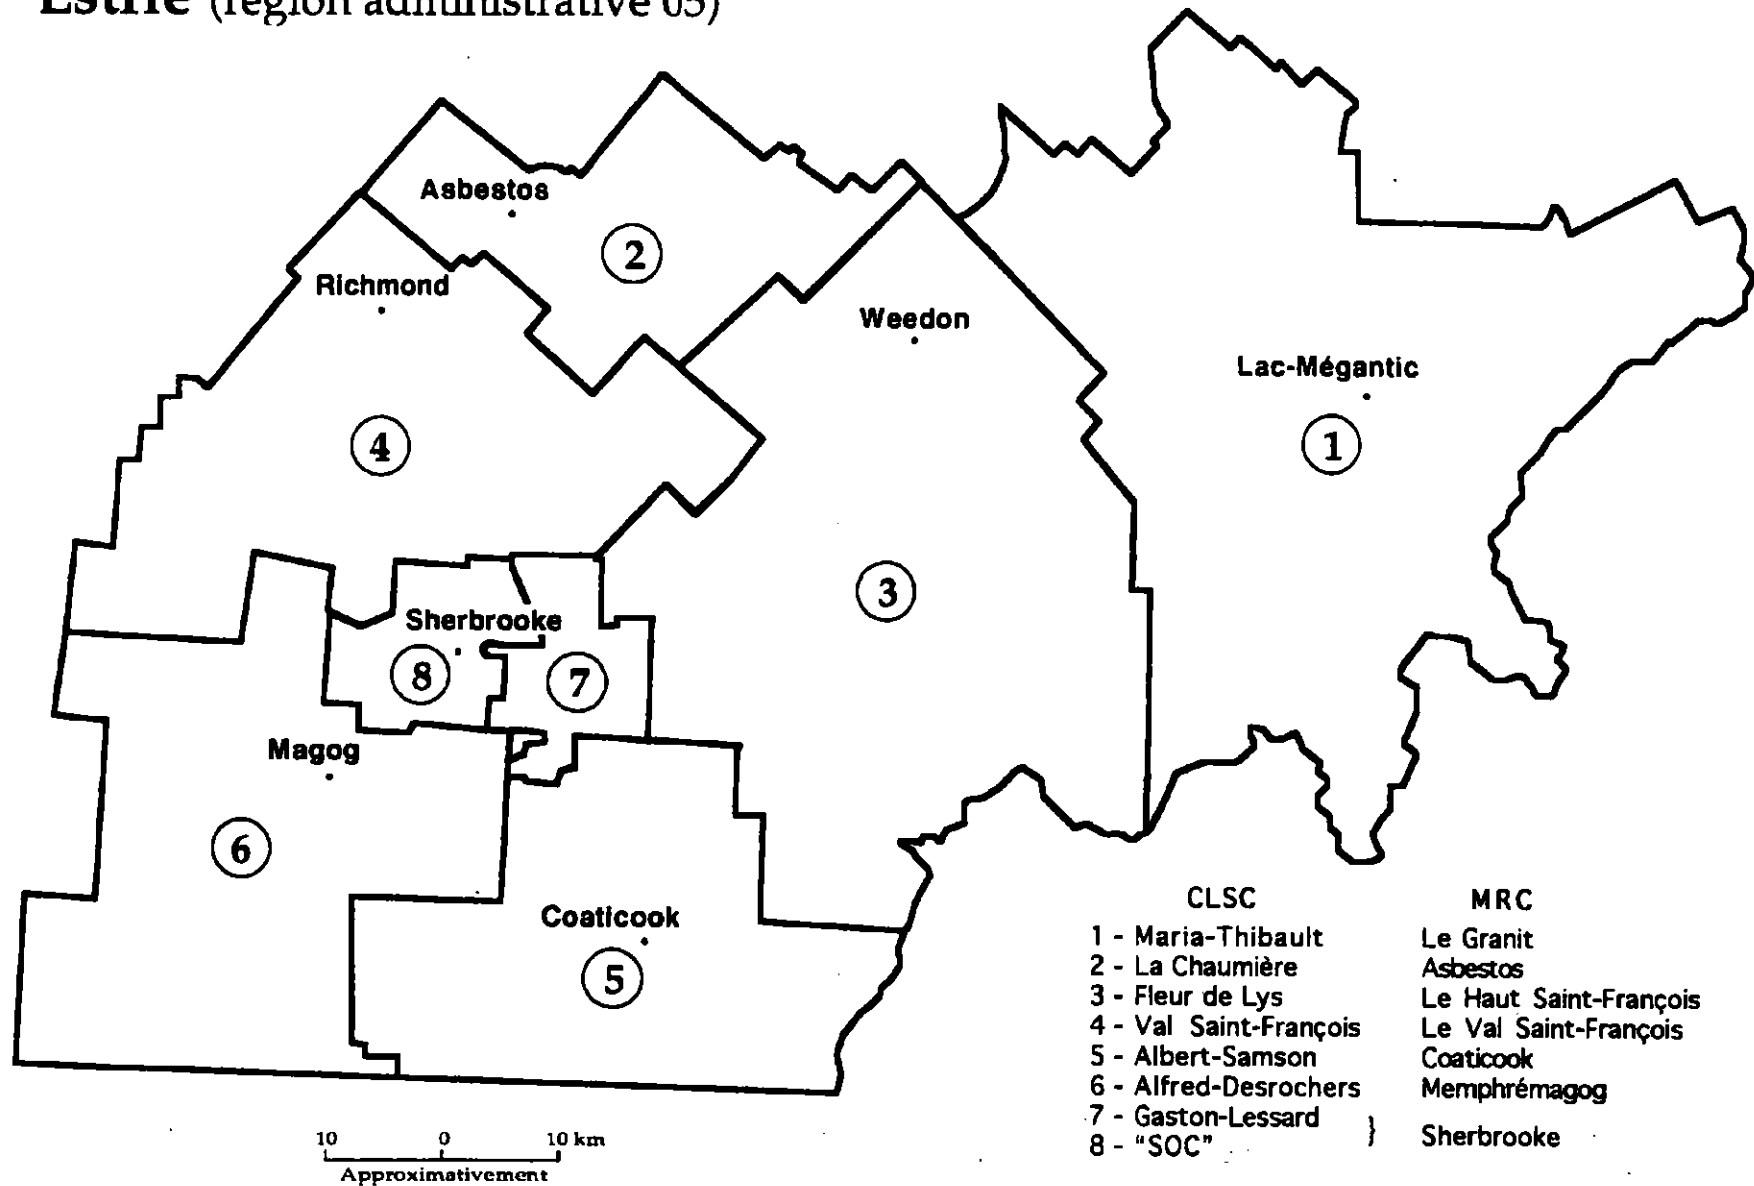 Estrie (région administrative 05)
Asbestos
2
Richmond
Weedon
Lac-Mégantic
4
1
3
Sherbrooke
8
7
Magog
6
Coaticook
5
CLSC MRC
1 - Maria-Thibault Le Granit
2 - La Chaumière Asbestos
3 - Fleur de Lys Le Haut Saint-François
4 - Val Saint-François Le Val Saint-François
5 - Albert-Samson Coaticook
6 - Alfred-Desrochers Memphrémagog
7 - Gaston-Lessard
8 - "SOC" } Sherbrooke
10 0 10 km
Approximativement